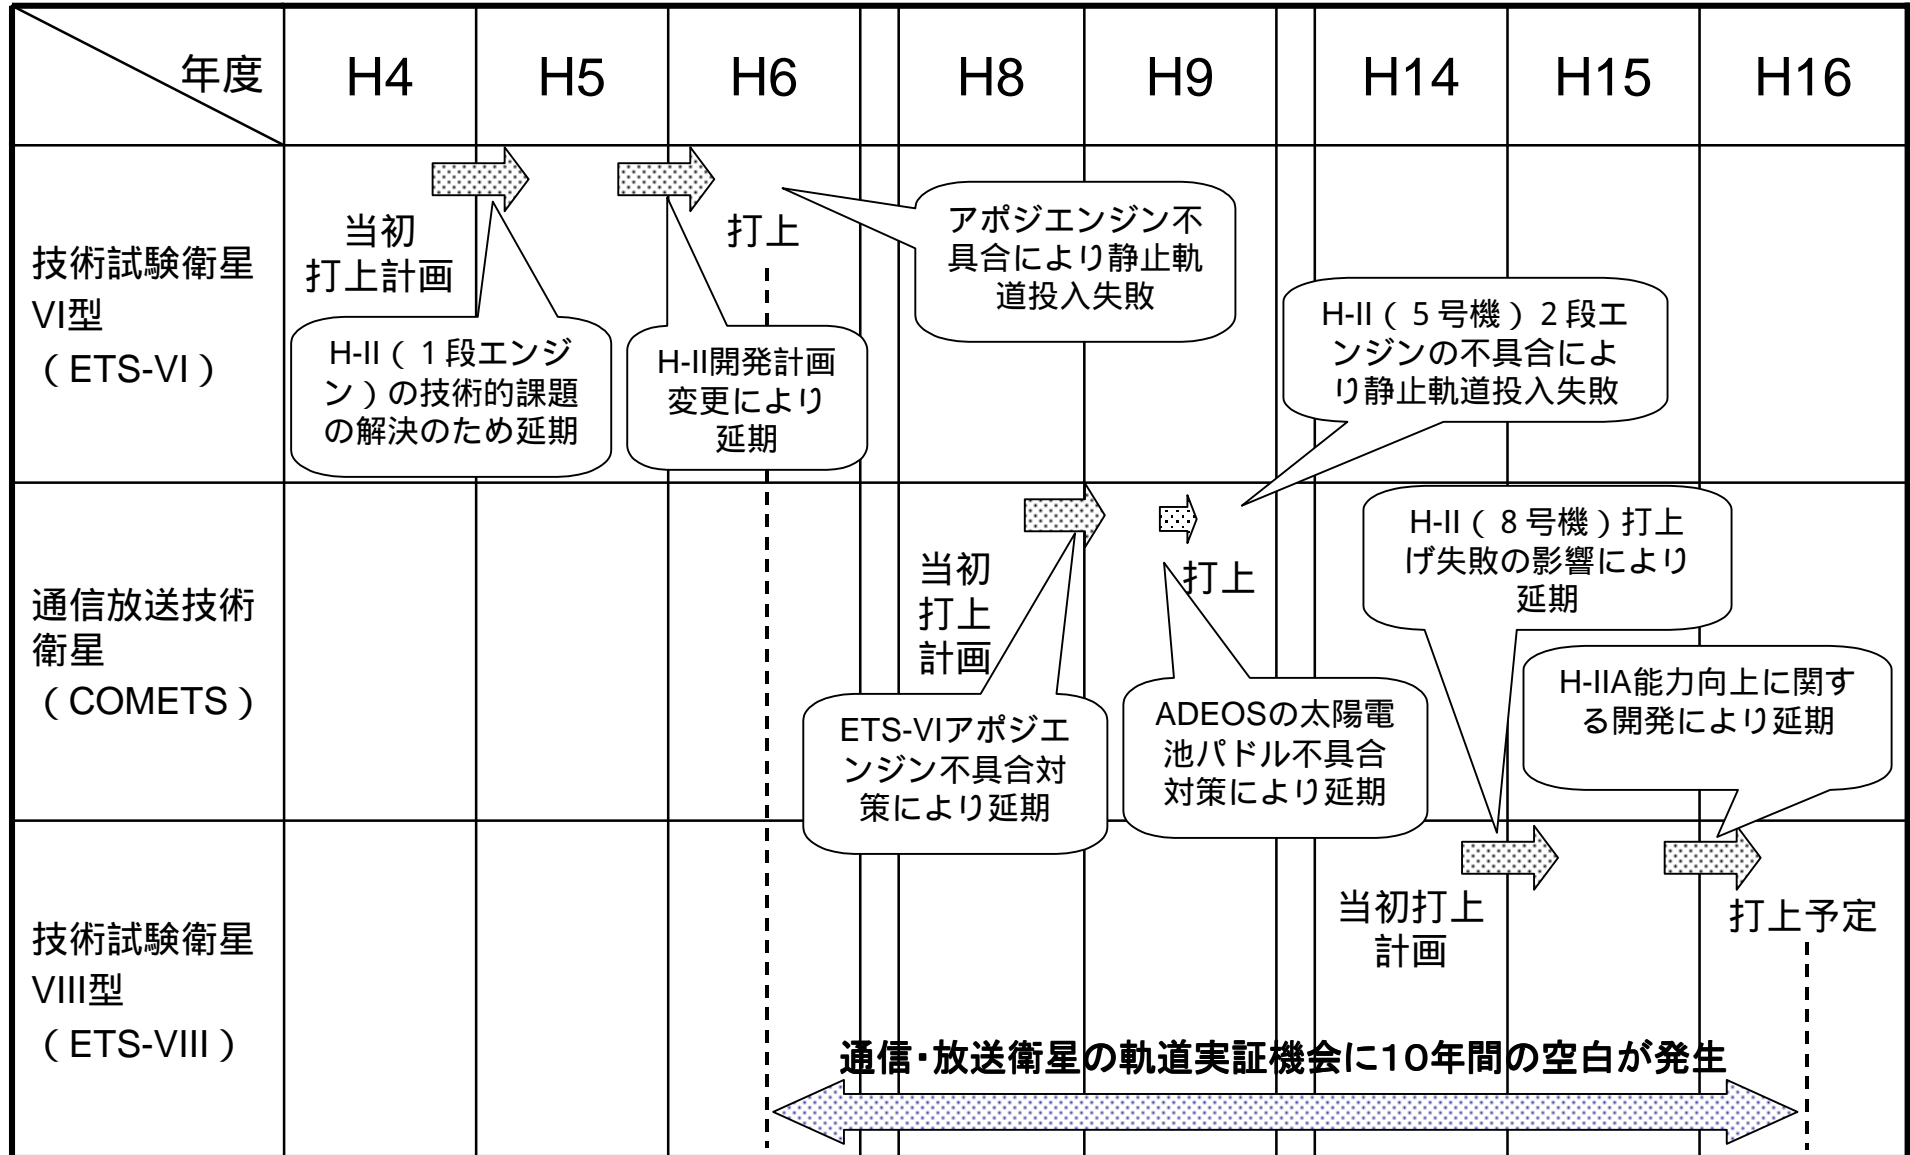 年度
H4
H5
H6
H8
H9
H14
H15
H16
技術試験衛星
VI型
（ETS-VI）
当初
打上計画
打上
H-II（１段エンジ
ン）の技術的課題
の解決のため延期
H-II開発計画
変更により
延期
アポジエンジン不
具合により静止軌
道投入失敗
H-II（５号機）２段エ
ンジンの不具合によ
り静止軌道投入失敗
通信放送技術
衛星
（COMETS）
当初
打上
計画
打上
ETS-VIアポジエ
ンジン不具合対
策により延期
ADEOSの太陽電
池パドル不具合
対策により延期
H-II（８号機）打上
げ失敗の影響により
延期
H-IIA能力向上に関す
る開発により延期
技術試験衛星
VIII型
（ETS-VIII）
当初打上
計画
打上予定
通信・放送衛星の軌道実証機会に１０年間の空白が発生